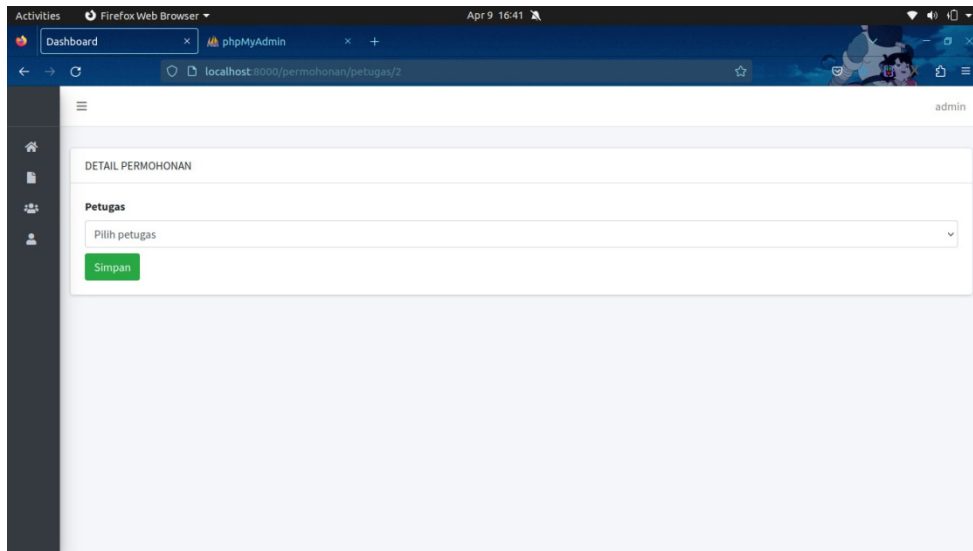 Activities Firefox Web Browser Apr 9 16:41
Dashboard phpMyAdmin
localhost:8000/permohonan/petugas/2
admin
DETAIL PERMOHONAN
Petugas
Pilih petugas
Simpan